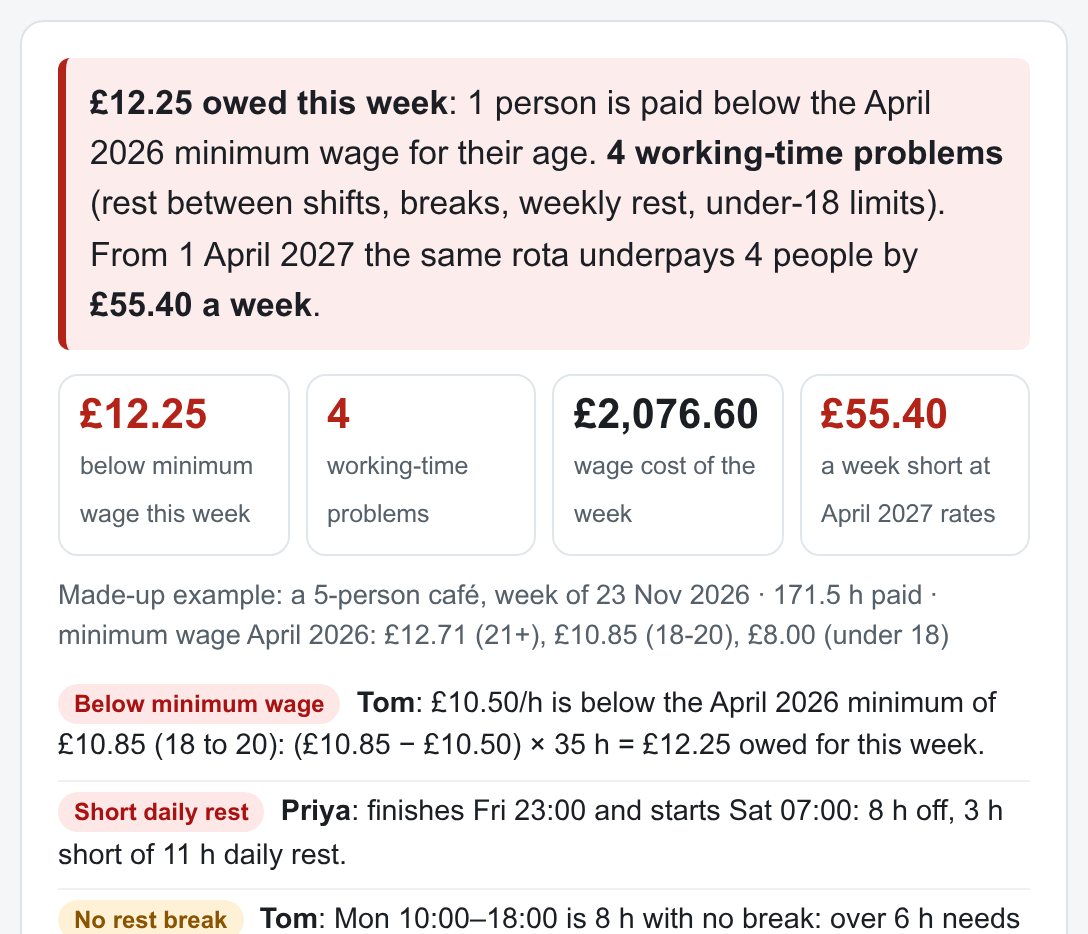 £12.25 owed this week: 1 person is paid below the April
2026 minimum wage for their age. 4 working-time problems
(rest between shifts, breaks, weekly rest, under-18 limits).
From 1 April 2027 the same rota underpays 4 people by
£55.40 a week.
£12.25
below minimum
wage this week
4
working-time
problems
£2,076.60
wage cost of the
week
£55.40
a week short at
April 2027 rates
Made-up example: a 5-person café, week of 23 Nov 2026 · 171.5 h paid ·
minimum wage April 2026: £12.71 (21+), £10.85 (18-20), £8.00 (under 18)
Below minimum wage Tom: £10.50/h is below the April 2026 minimum of
£10.85 (18 to 20): (£10.85 − £10.50) × 35 h = £12.25 owed for this week.
Short daily rest Priya: finishes Fri 23:00 and starts Sat 07:00: 8 h off, 3 h
short of 11 h daily rest.
No rest break Tom: Mon 10:00–18:00 is 8 h with no break: over 6 h needs